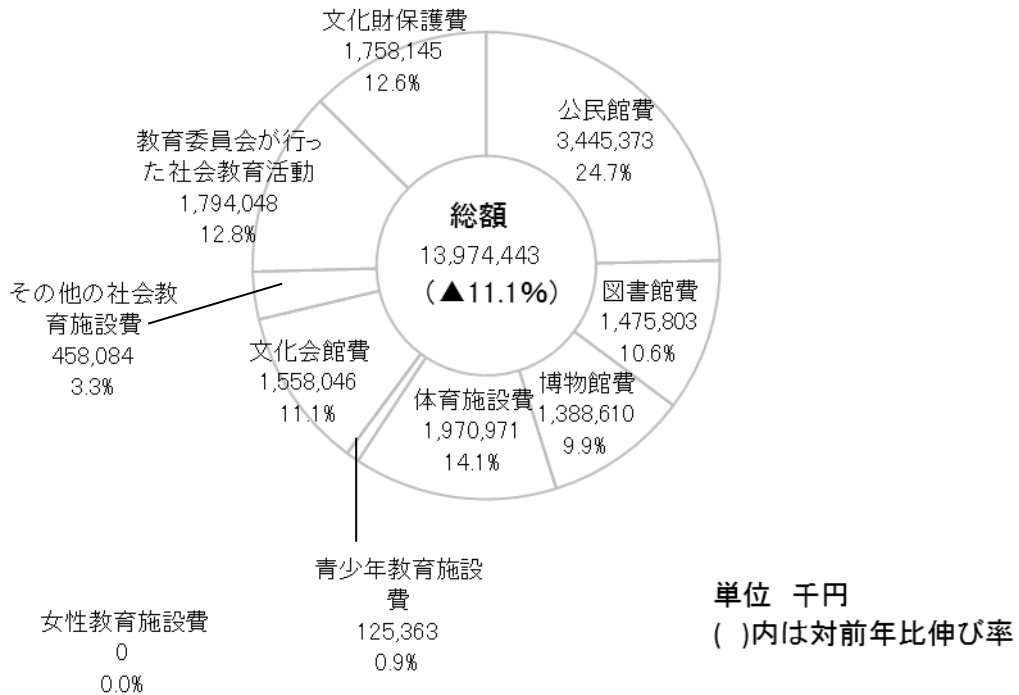 文化財保護費
1,758,145
12.6%
公民館費
3,445,373
24.7%
教育委員会が行っ
た社会教育活動
1,794,048
12.8%
総額
13,974,443
（▲11.1%）
図書館費
1,475,803
10.6%
その他の社会教
育施設費
458,084
3.3%
文化会館費
1,558,046
11.1%
体育施設費
1,970,971
14.1%
博物館費
1,388,610
9.9%
青少年教育施設
費
125,363
0.9%
女性教育施設費
0
0.0%
単位　千円
(　)内は対前年比伸び率